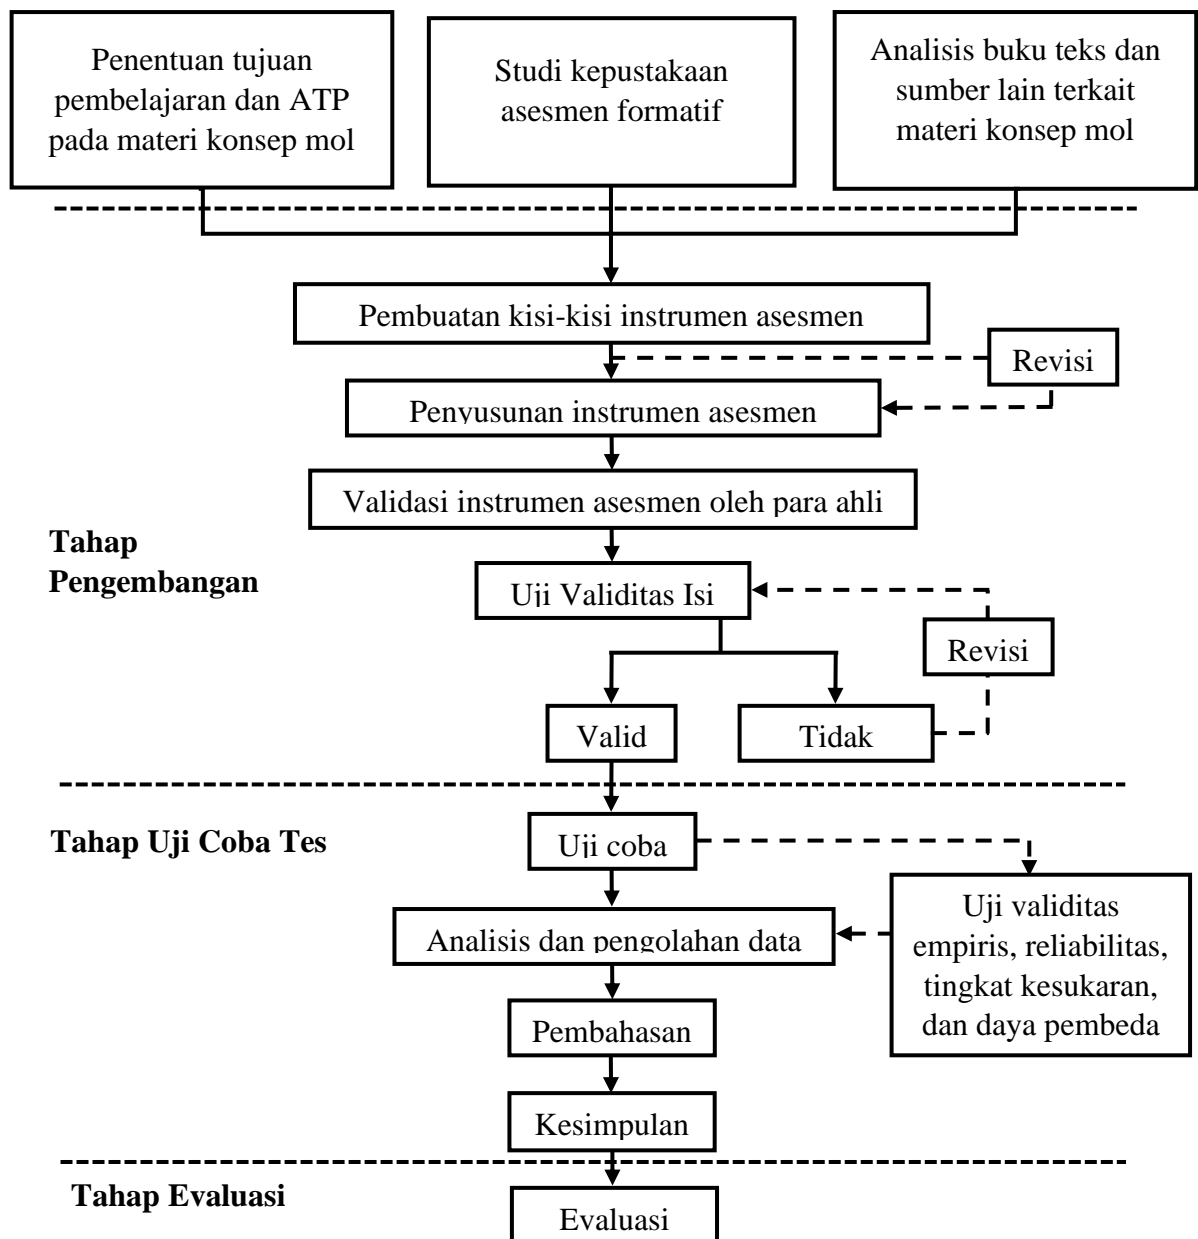 Penentuan tujuan
pembelajaran dan ATP
pada materi konsep mol
Studi kepustakaan
asesmen formatif
Analisis buku teks dan
sumber lain terkait
materi konsep mol
Pembuatan kisi-kisi instrumen asesmen
Revisi
Penyusunan instrumen asesmen
Validasi instrumen asesmen oleh para ahli
Tahap
Pengembangan
Uji Validitas Isi
Revisi
Valid
Tidak
Tahap Uji Coba Tes
Uji coba
Uji validitas
empiris, reliabilitas,
tingkat kesukaran,
dan daya pembeda
Analisis dan pengolahan data
Pembahasan
Kesimpulan
Tahap Evaluasi
Evaluasi